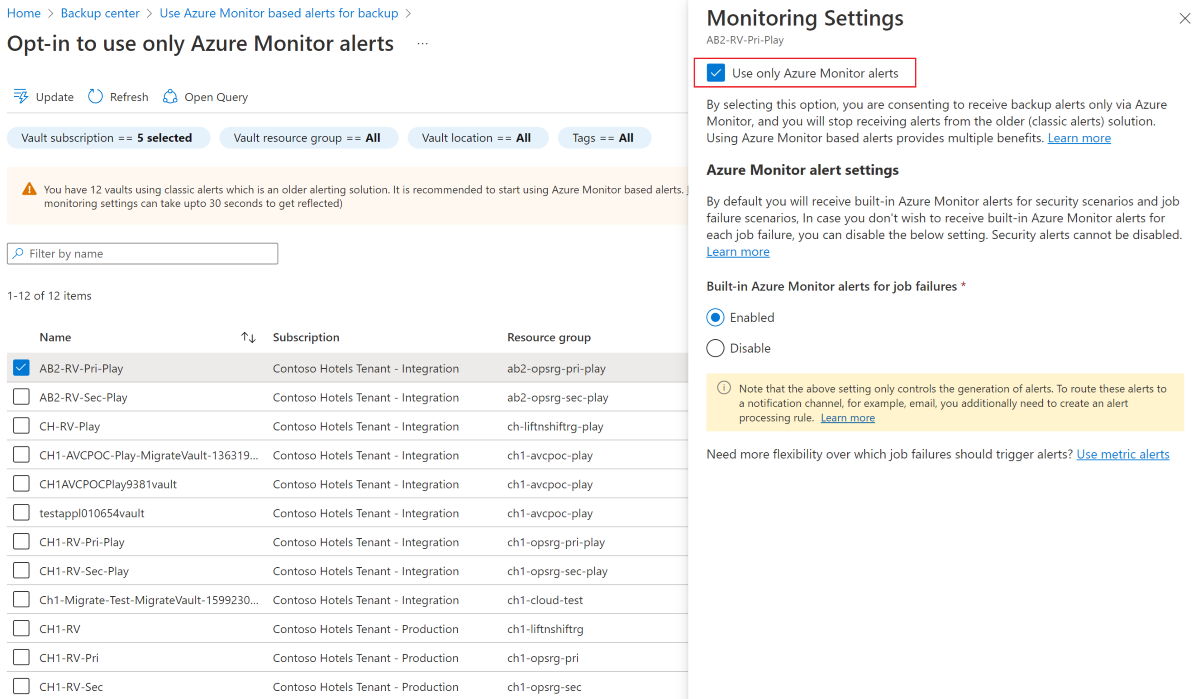 Home > Backup center > Use Azure Monitor based alerts for backup >
Opt-in to use only Azure Monitor alerts ...
Update Refresh Open Query
Vault subscription == 5 selected Vault resource group == All Vault location == All Tags == All
You have 12 vaults using classic alerts which is an older alerting solution. It is recommended to start using Azure Monitor based alerts.
monitoring settings can take upto 30 seconds to get reflected)
Filter by name
1-12 of 12 items
Name Subscription Resource group
AB2-RV-Pri-Play Contoso Hotels Tenant - Integration ab2-opsrg-pri-play
AB2-RV-Sec-Play Contoso Hotels Tenant - Integration ab2-opsrg-sec-play
CH-RV-Play Contoso Hotels Tenant - Integration ch-liftnshiftrg-play
CH1-AVCPOC-Play-MigrateVault-136319... Contoso Hotels Tenant - Integration ch1-avcpoc-play
CH1AVCPOCPlay9381vault Contoso Hotels Tenant - Integration ch1-avcpoc-play
testappl010654vault Contoso Hotels Tenant - Integration ch1-avcpoc-play
CH1-RV-Pri-Play Contoso Hotels Tenant - Integration ch1-opsrg-pri-play
CH1-RV-Sec-Play Contoso Hotels Tenant - Integration ch1-opsrg-sec-play
Ch1-Migrate-Test-MigrateVault-1599230... Contoso Hotels Tenant - Integration ch1-cloud-test
CH1-RV Contoso Hotels Tenant - Production ch1-liftnshiftrg
CH1-RV-Pri Contoso Hotels Tenant - Production ch1-opsrg-pri
CH1-RV-Sec Contoso Hotels Tenant - Production ch1-opsrg-sec
Monitoring Settings
AB2-RV-Pri-Play
Use only Azure Monitor alerts
By selecting this option, you are consenting to receive backup alerts only via Azure
Monitor, and you will stop receiving alerts from the older (classic alerts) solution.
Using Azure Monitor based alerts provides multiple benefits. Learn more
Azure Monitor alert settings
By default you will receive built-in Azure Monitor alerts for security scenarios and job
failure scenarios, In case you don't wish to receive built-in Azure Monitor alerts for
each job failure, you can disable the below setting. Security alerts cannot be disabled.
Learn more
Built-in Azure Monitor alerts for job failures *
Enabled
Disable
Note that the above setting only controls the generation of alerts. To route these alerts to
a notification channel, for example, email, you additionally need to create an alert
processing rule. Learn more
Need more flexibility over which job failures should trigger alerts? Use metric alerts